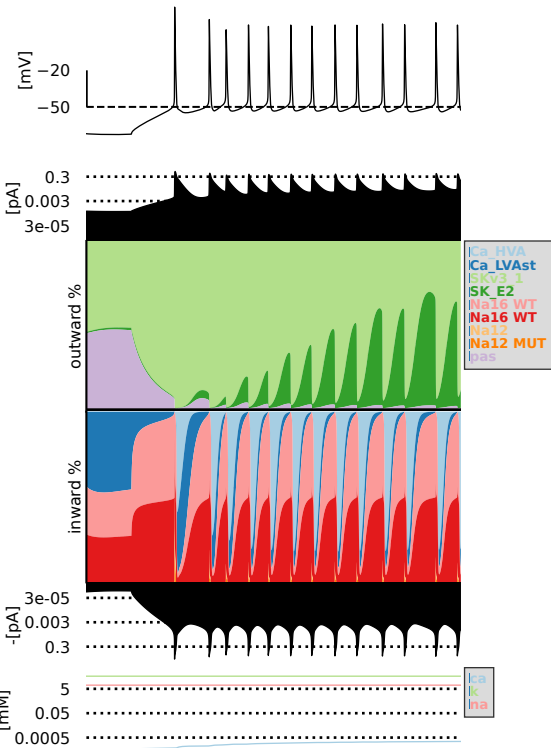 [mV]
−20
−50
[pA]
0.3
0.003
3e-05
outward %
Ca_HVA
Ca_LVAst
SKv3_1
SK_E2
Na16 WT
Na16 WT
Na12
Na12 MUT
pas
inward %
-[pA]
3e-05
0.003
0.3
[mM]
5
0.05
0.0005
ca
k
na